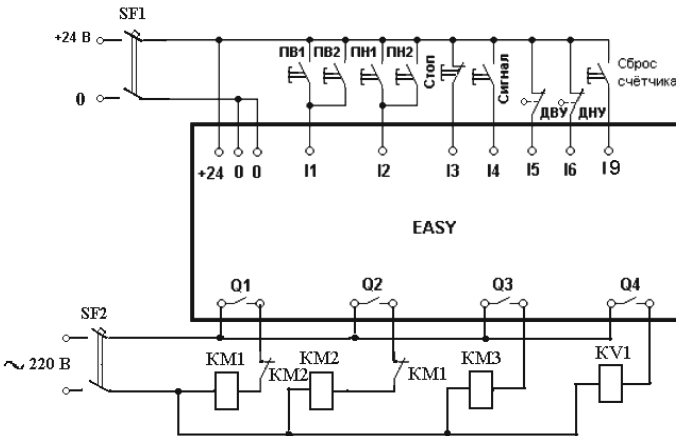 SF1
+24 В
0
ПВ1 ПВ2 ПН1 ПН2
Стоп
Сигнал
ДВУ
ДНУ
Сброс
счётчика
+24 0 0 I1 I2 I3 I4 I5 I6 I9
EASY
Q1 Q2 Q3 Q4
SF2
~ 220 В
KM1 KM2 KM2 KM1 KM3 KV1